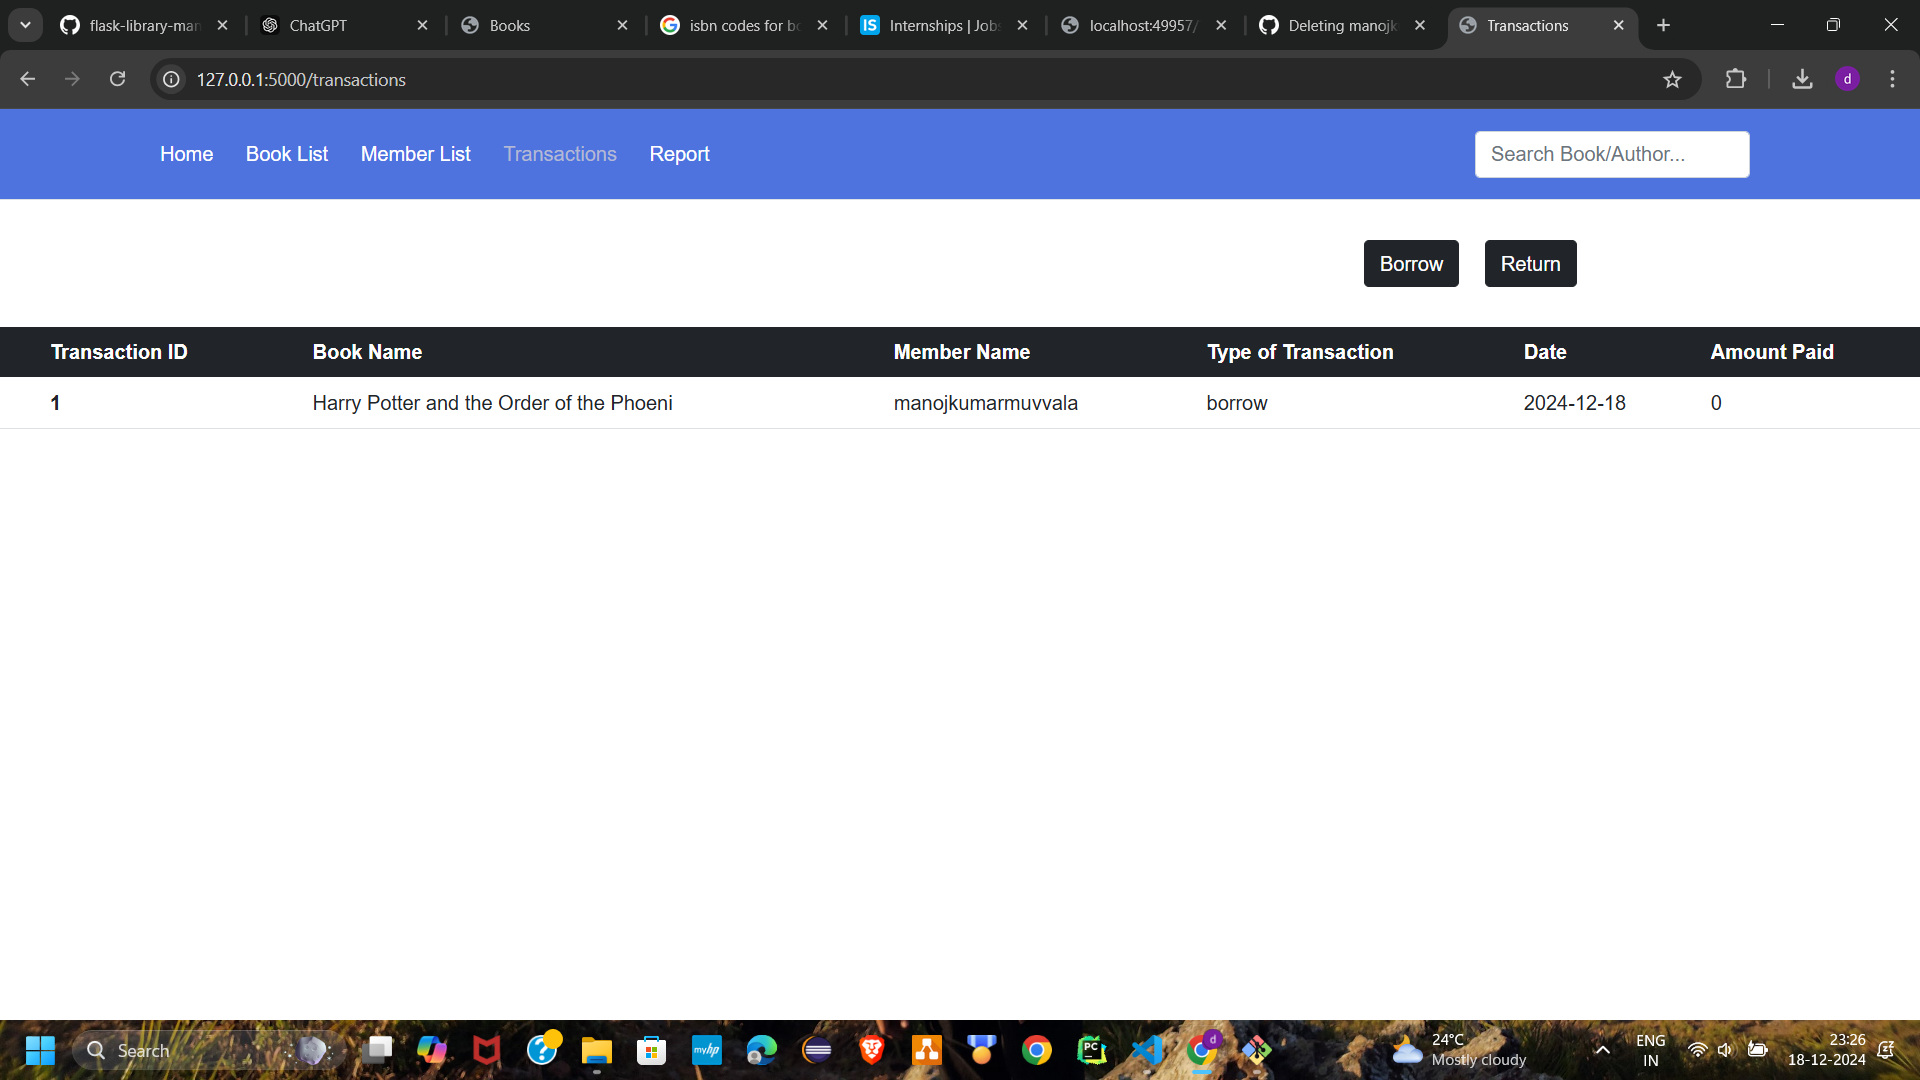 flask-library-man
ChatGPT
Books
isbn codes for bo
Internships | Jobs
localhost:49957/
Deleting manojk
Transactions
127.0.0.1:5000/transactions
d
Home Book List Member List Transactions Report
Search Book/Author...
Borrow Return
Transaction ID Book Name Member Name Type of Transaction Date Amount Paid
1 Harry Potter and the Order of the Phoeni manojkumarmuvvala borrow 2024-12-18 0
Search
myhp
PC
d
24°C
Mostly cloudy
ENG
IN
23:26
18-12-2024